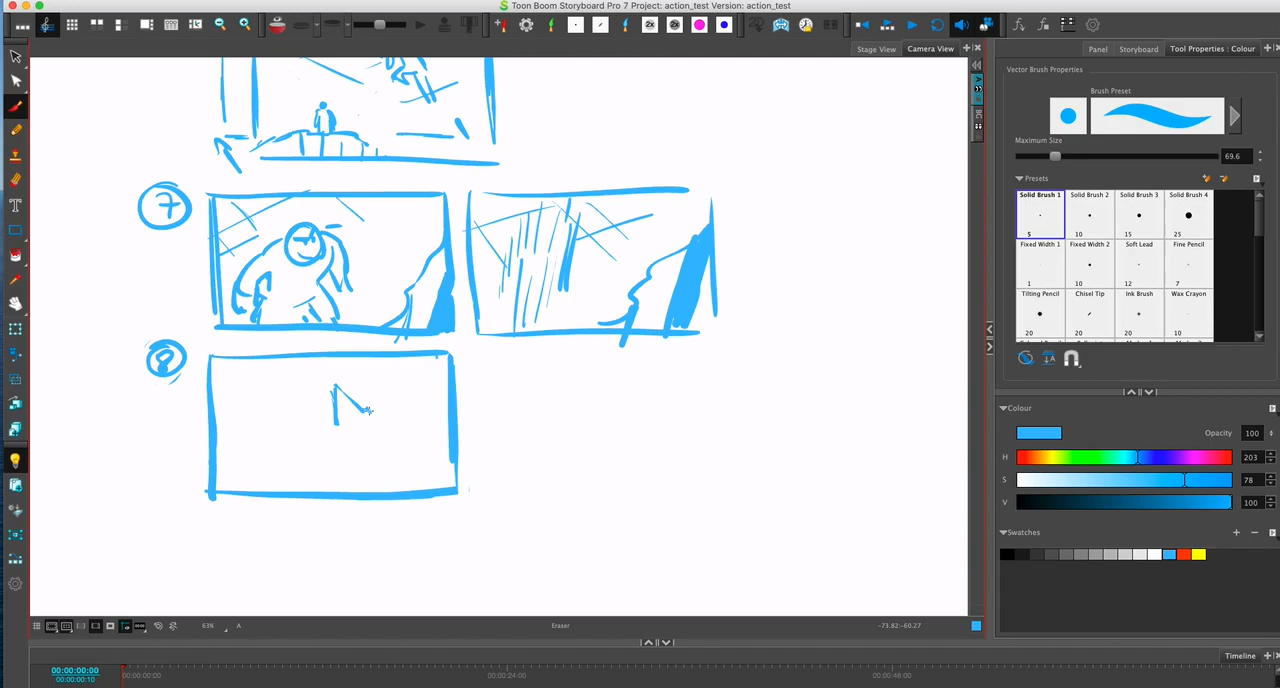 Toon Boom Storyboard Pro 7 Project: action_test Version: action_test
2x
2x
Stage View
Camera View
Panel
Storyboard
Tool Properties : Colour
Vector Brush Properties
Brush Preset
Maximum Size
69.6
Presets
Solid Brush 1
Solid Brush 2
Solid Brush 3
Solid Brush 4
5
10
15
25
Fixed Width 1
Fixed Width 2
Soft Lead
Fine Pencil
1
10
12
7
Tilting Pencil
Chisel Tip
Ink Brush
Wax Crayon
20
20
20
10
7
8
Colour
Opacity
100
H
203
S
78
V
100
Swatches
63%
A
Eraser
-73.82:-60.27
Timeline
00:00:00:00
00:00:00:10
00:00:00:00
00:00:24:00
00:00:48:00